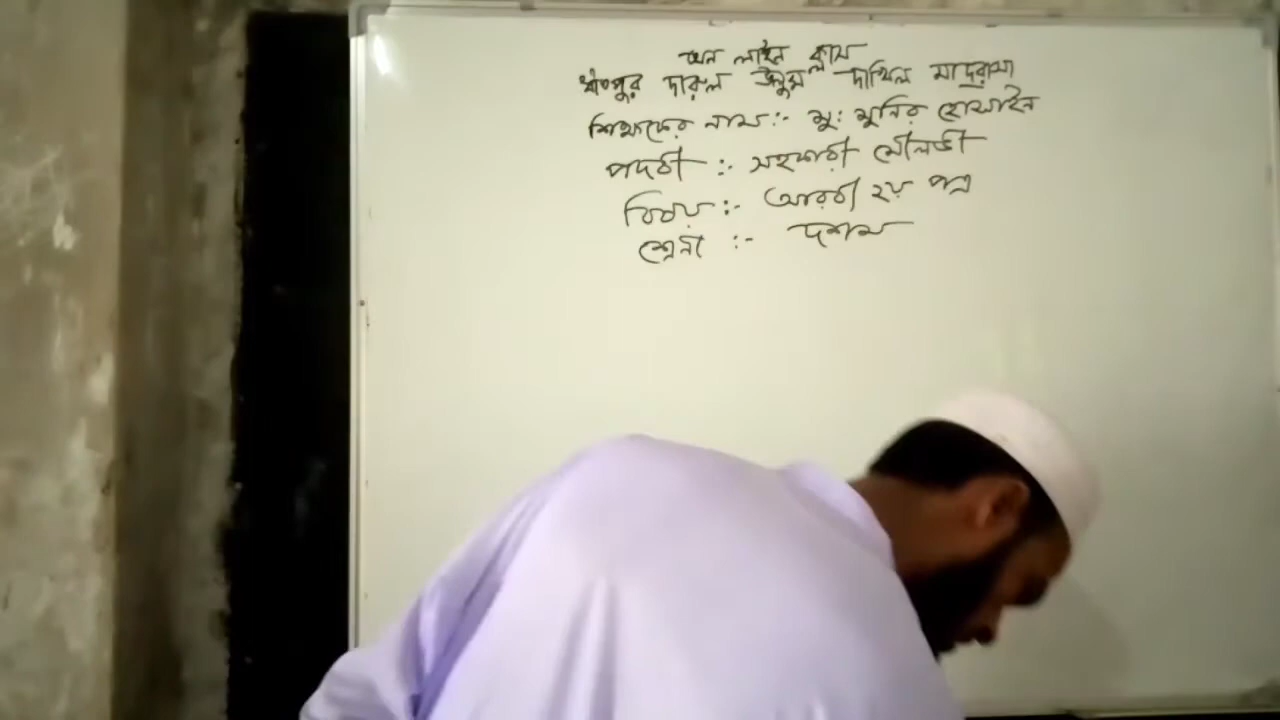 অন লাইন ক্লাস
দারুল উলুম দাখিল মাদ্রাসা
শিক্ষকের নাম :- মু: মুনির হোসাইন
পদবী :- সহকারী মৌলভী
বিষয় :- আরবী ২য় পত্র
শ্রেনী :- দশম